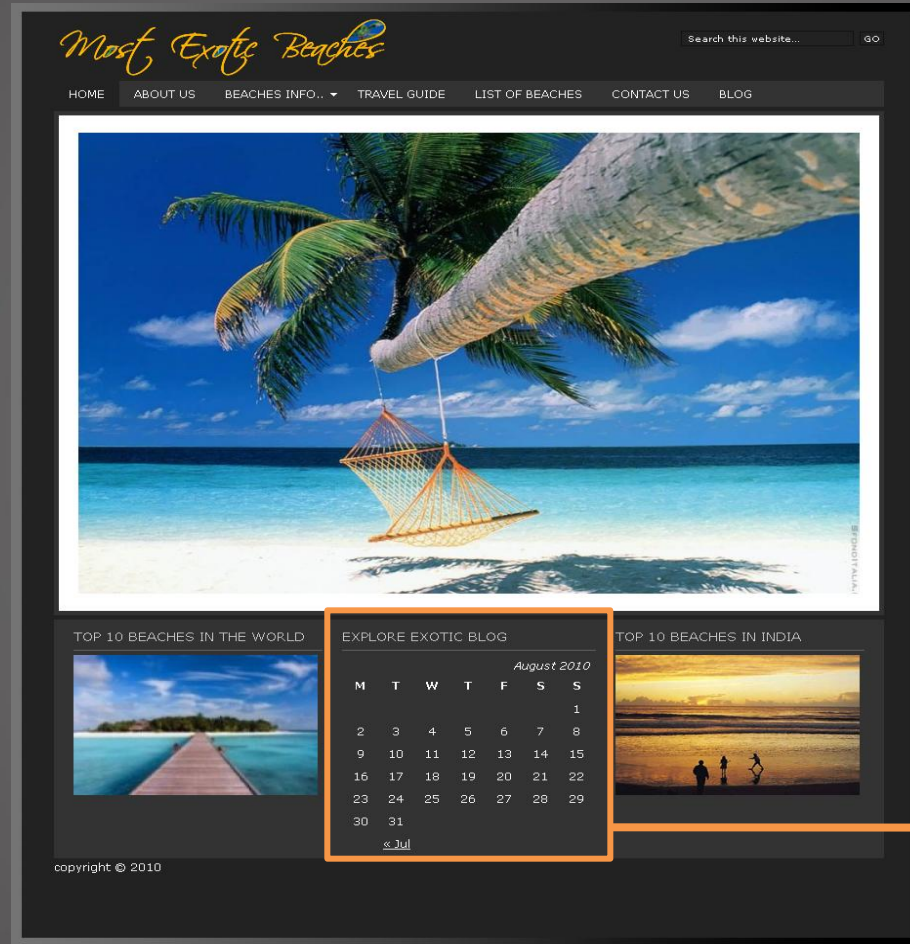 Most Exotic Beaches
Search this website... GO
HOME ABOUT US BEACHES INFO.. TRAVEL GUIDE LIST OF BEACHES CONTACT US BLOG
©FONDITALIA.I
TOP 10 BEACHES IN THE WORLD
EXPLORE EXOTIC BLOG
August 2010
M T W T F S S
1
2 3 4 5 6 7 8
9 10 11 12 13 14 15
16 17 18 19 20 21 22
23 24 25 26 27 28 29
30 31
« Jul
TOP 10 BEACHES IN INDIA
copyright © 2010